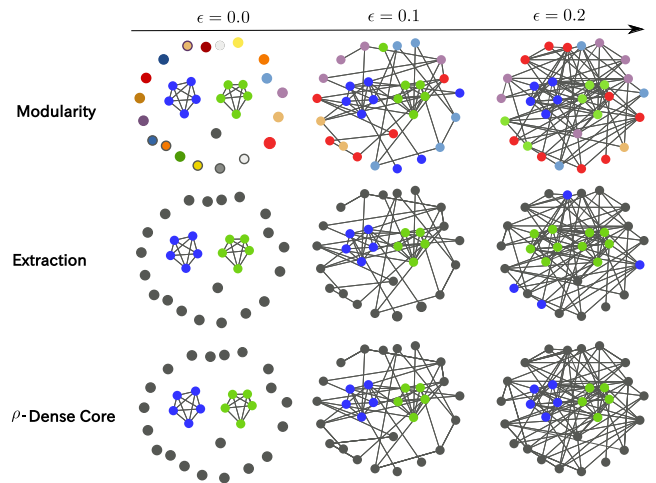 ϵ = 0.0 ϵ = 0.1 ϵ = 0.2
Modularity
Extraction
ρ-Dense Core